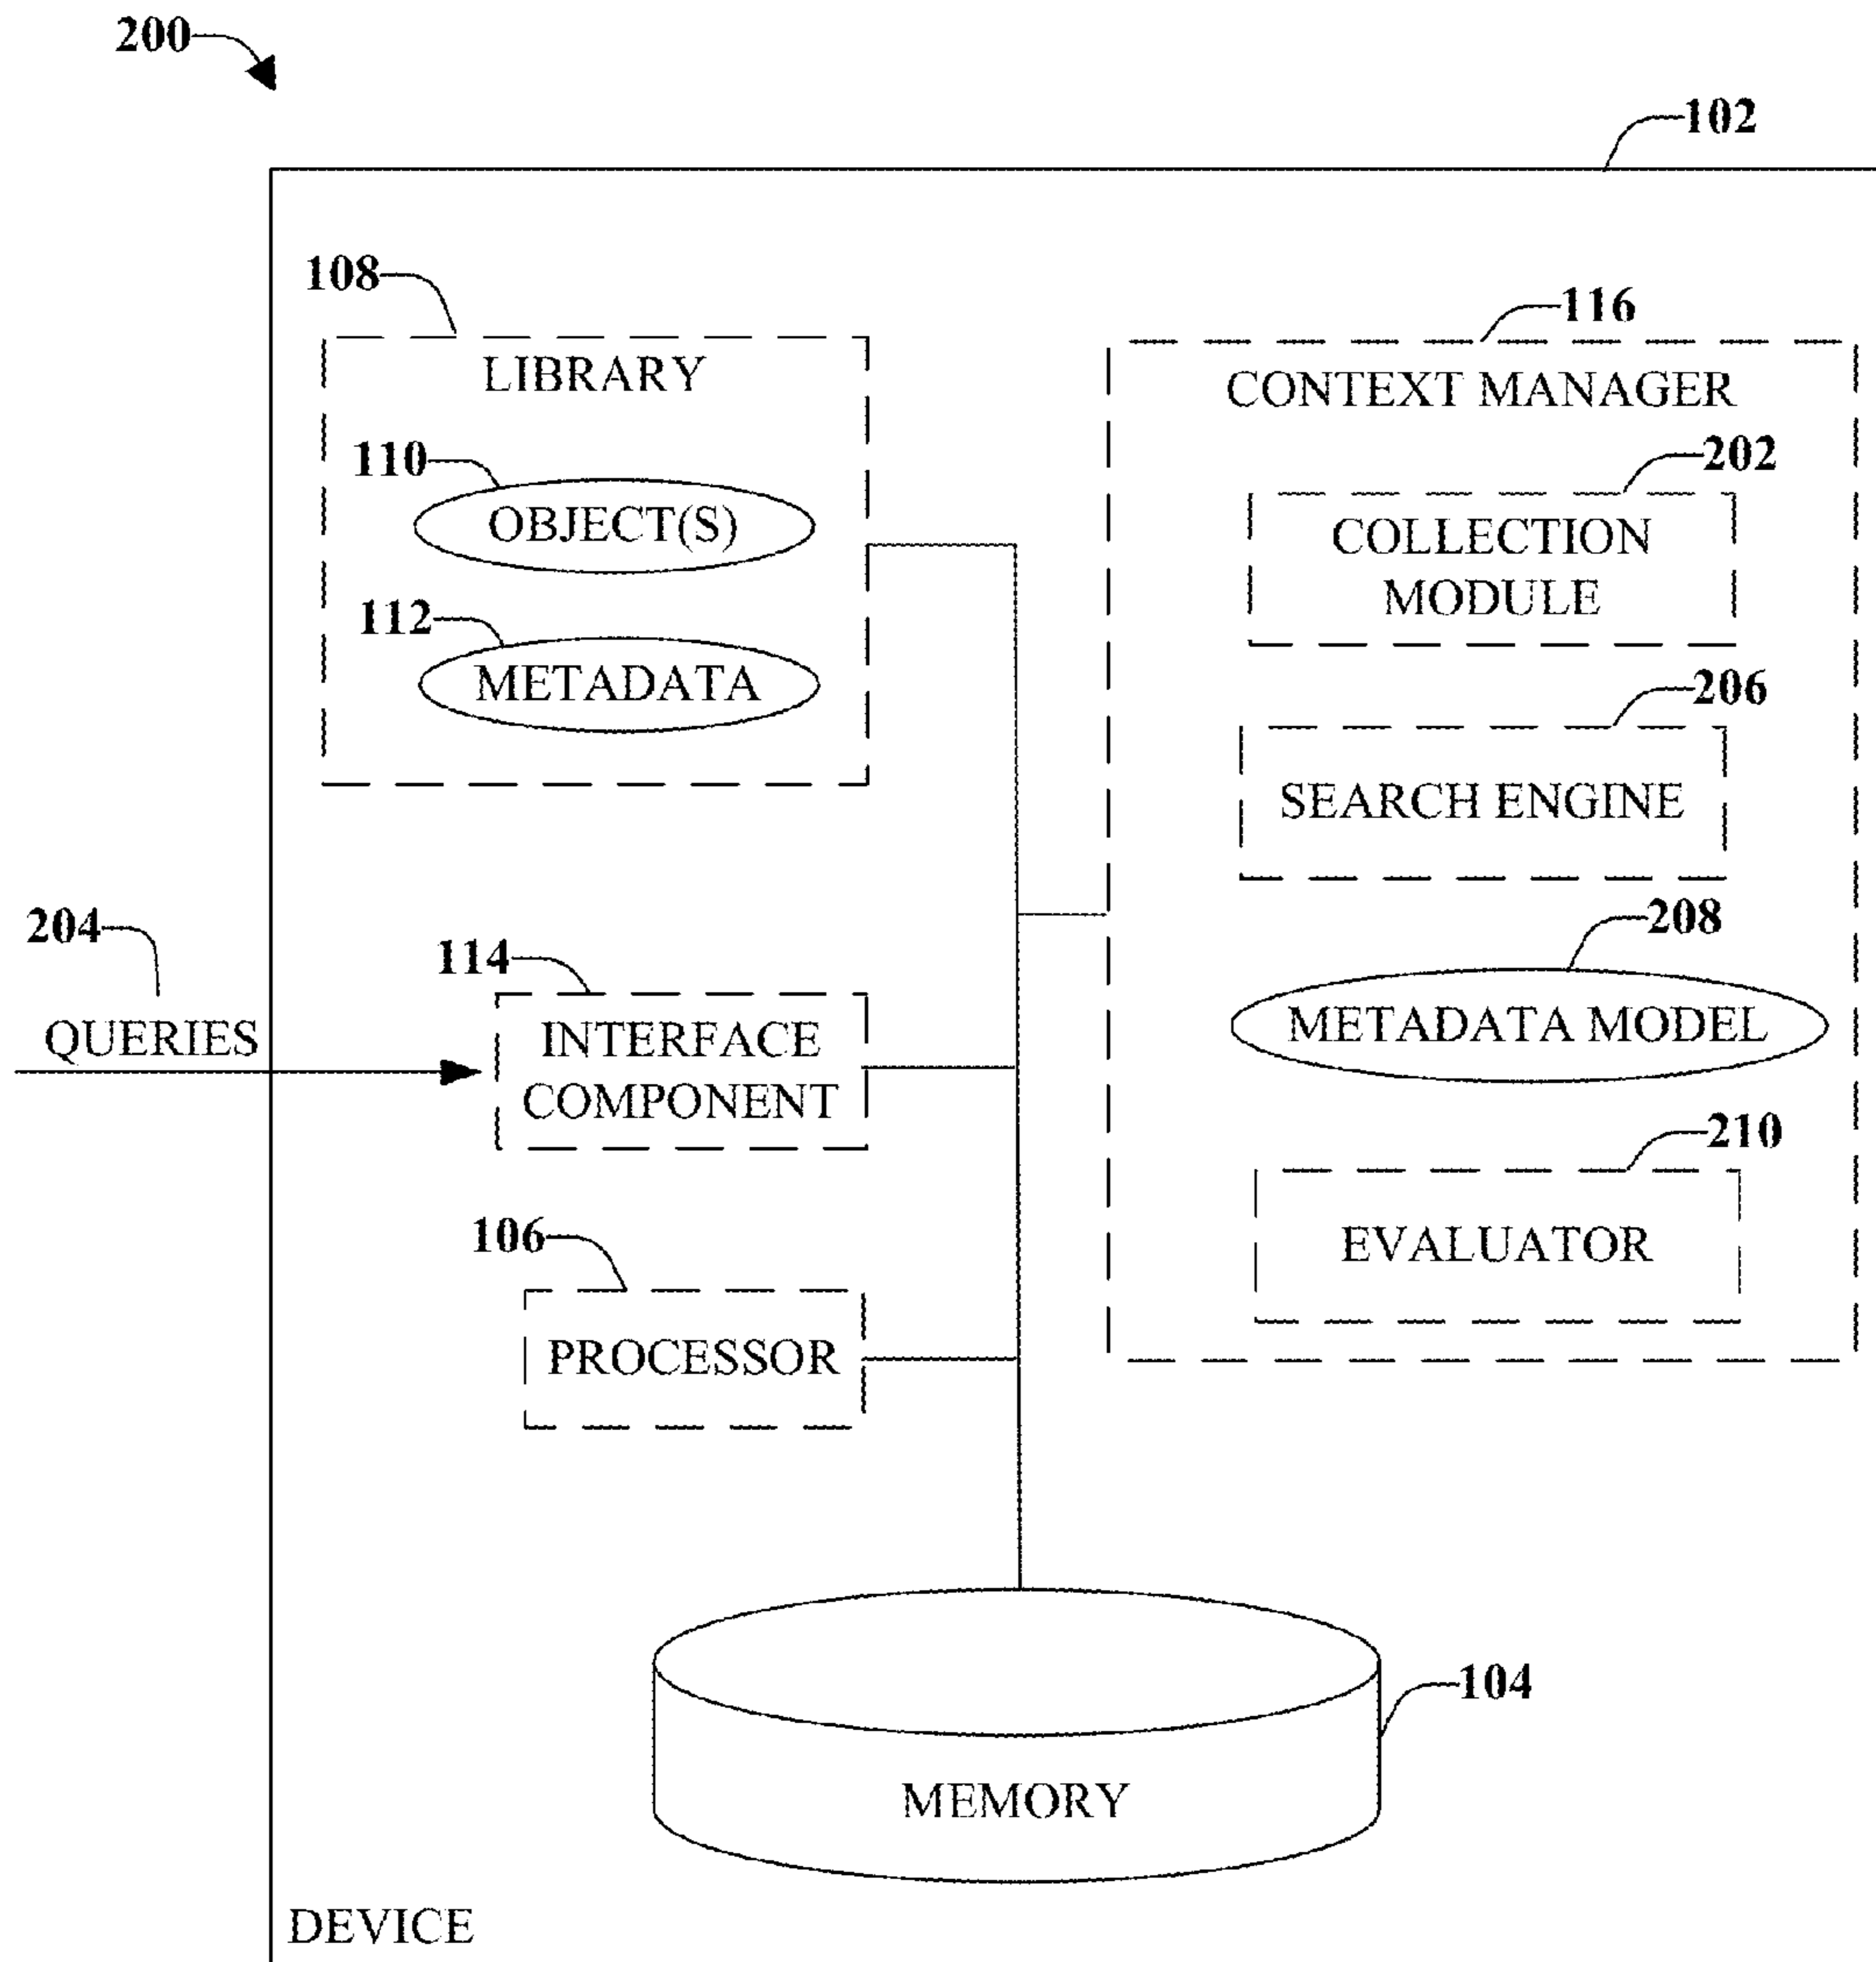 200
102
108
LIBRARY
110
OBJECT(S)
112
METADATA
116
CONTEXT MANAGER
202
COLLECTION
MODULE
206
SEARCH ENGINE
208
METADATA MODEL
210
EVALUATOR
204
QUERIES
114
INTERFACE
COMPONENT
106
PROCESSOR
104
MEMORY
DEVICE